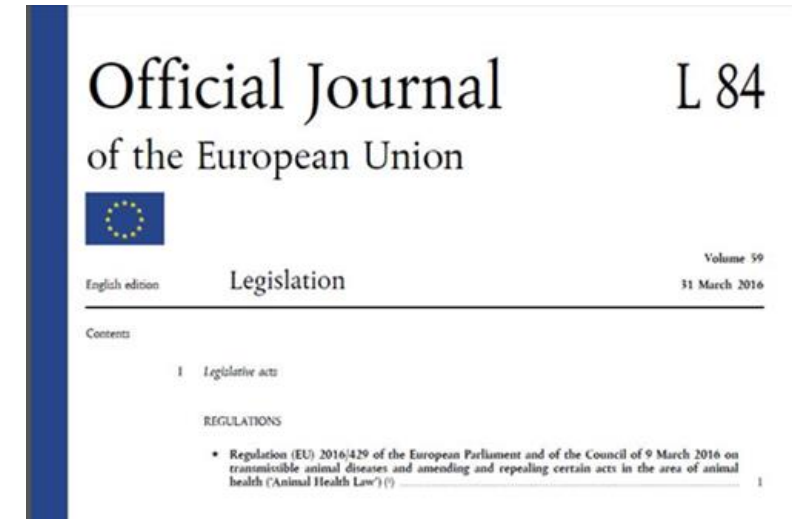 Official Journal L 84
of the European Union
Volume 59
English edition Legislation 31 March 2016
Contents
I Legislative acts
REGULATIONS
★ Regulation (EU) 2016/429 of the European Parliament and of the Council of 9 March 2016 on
transmissible animal diseases and amending and repealing certain acts in the area of animal
health (‘Animal Health Law’) (¹) 1